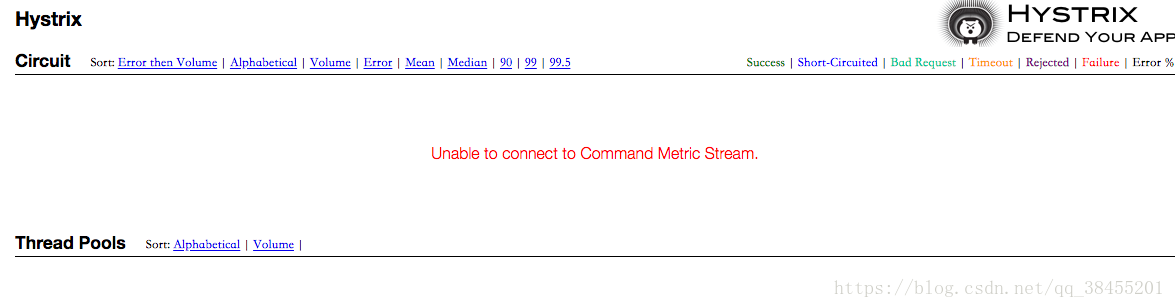 Hystrix
HYSTRIX
DEFEND YOUR APP
Circuit Sort: Error then Volume | Alphabetical | Volume | Error | Mean | Median | 90 | 99 | 99.5
Success | Short-Circuited | Bad Request | Timeout | Rejected | Failure | Error %
Unable to connect to Command Metric Stream.
Thread Pools Sort: Alphabetical | Volume |
https://blog.csdn.net/qq_38455201